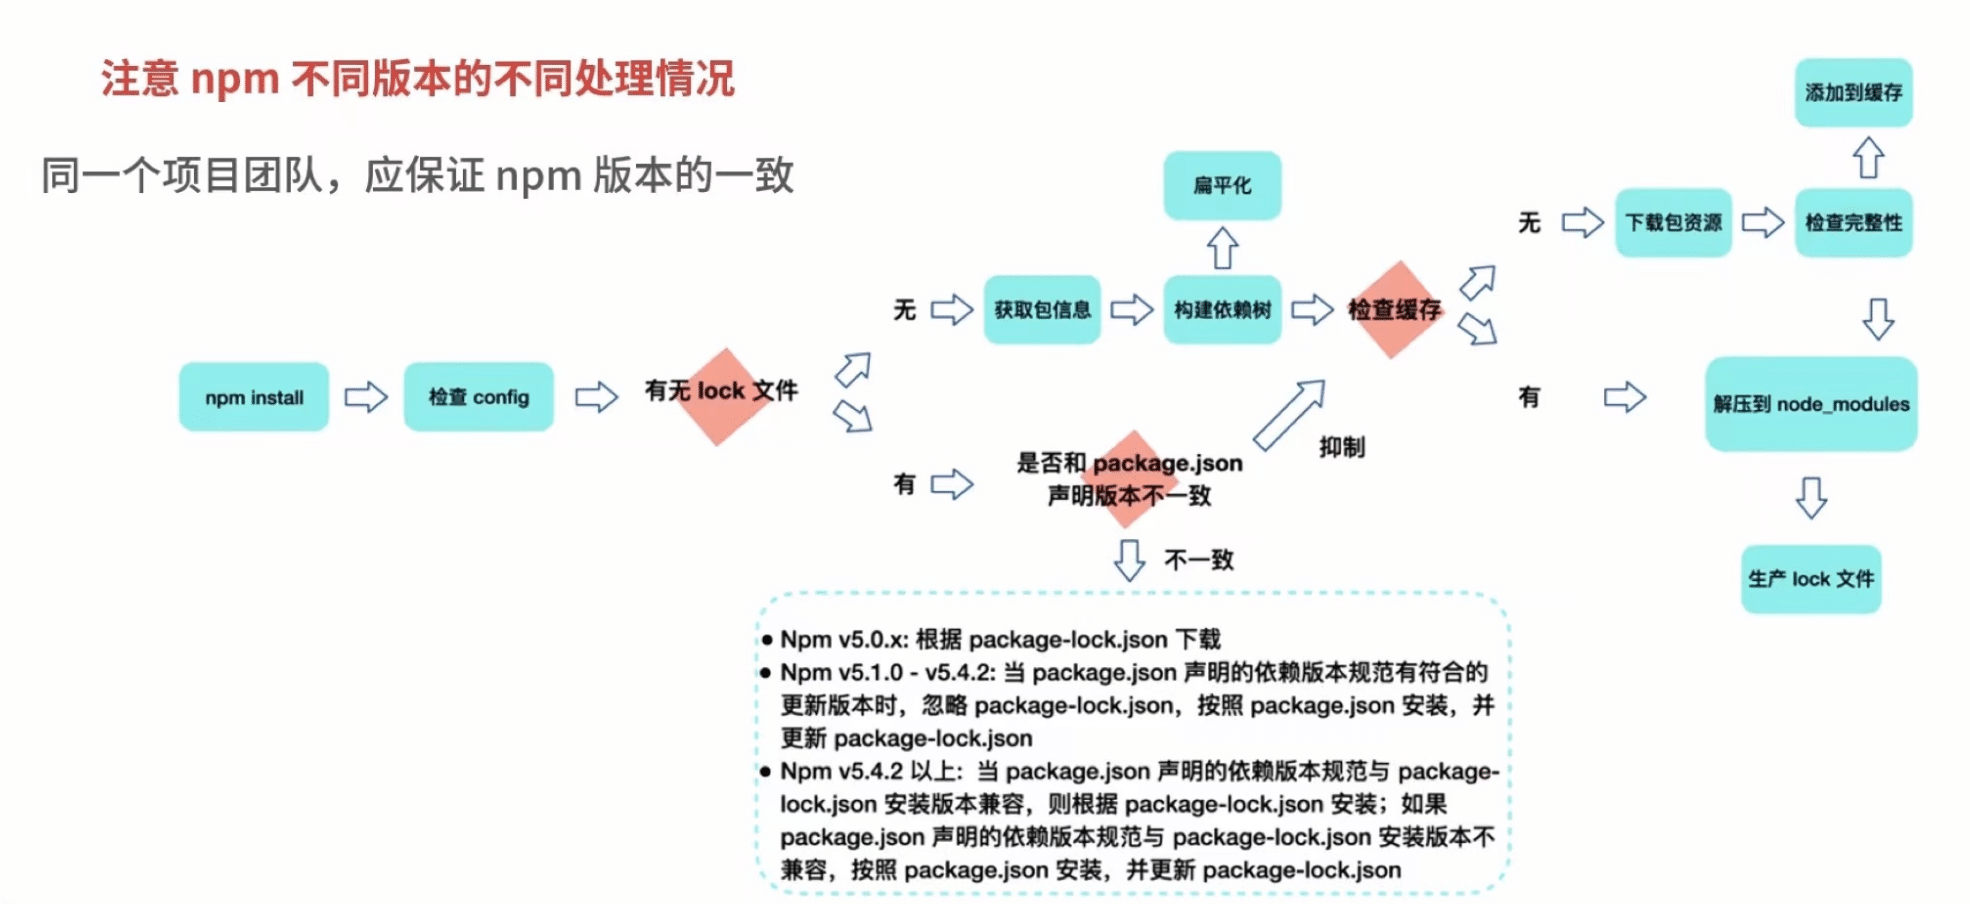 注意 npm 不同版本的不同处理情况
同一个项目团队，应保证 npm 版本的一致
npm install
检查 config
有无 lock 文件
无
获取包信息
构建依赖树
扁平化
检查缓存
无
下载包资源
检查完整性
添加到缓存
有
解压到 node_modules
生产 lock 文件
有
是否和 package.json
声明版本不一致
抑制
不一致
● Npm v5.0.x: 根据 package-lock.json 下载
● Npm v5.1.0 - v5.4.2: 当 package.json 声明的依赖版本规范有符合的
更新版本时，忽略 package-lock.json，按照 package.json 安装，并
更新 package-lock.json
● Npm v5.4.2 以上：当 package.json 声明的依赖版本规范与 package-
lock.json 安装版本兼容，则根据 package-lock.json 安装；如果
package.json 声明的依赖版本规范与 package-lock.json 安装版本不
兼容，按照 package.json 安装，并更新 package-lock.json